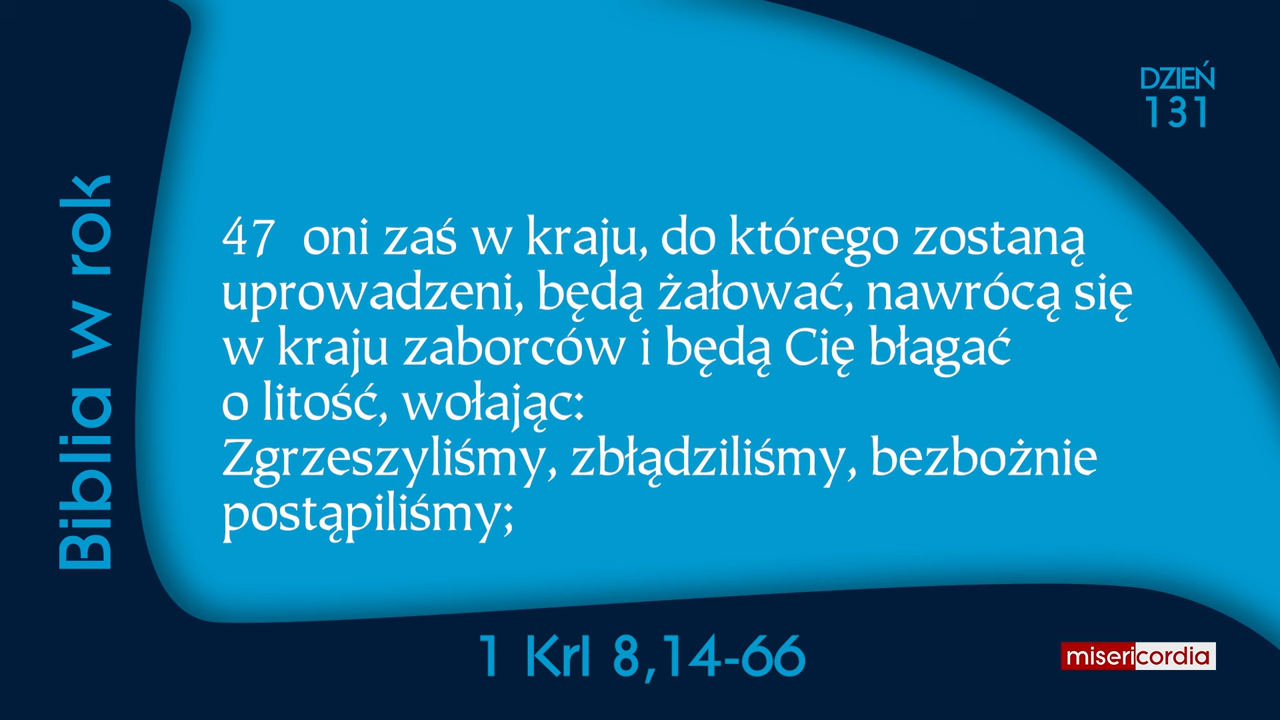 DZIEŃ
131
Biblia w rok
47 oni zaś w kraju, do którego zostaną
uprowadzeni, będą żałować, nawrócą się
w kraju zaborców i będą Cię błagać
o litość, wołając:
Zgrzeszyliśmy, zbłądziliśmy, bezbożnie
postąpiliśmy;
1 Krl 8,14-66
misericordia